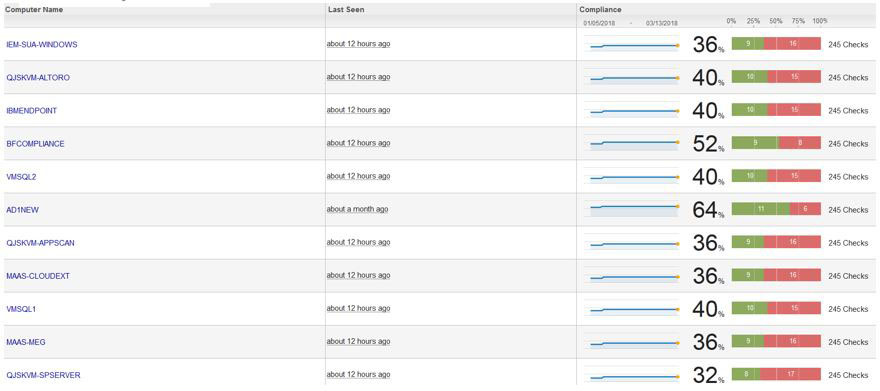 Computer Name Last Seen Compliance
01/05/2018 - 03/13/2018 0% 25% 50% 75% 100%
IEM-SUA-WINDOWS about 12 hours ago 36% 9 16 245 Checks
QJSKVM-ALTORO about 12 hours ago 40% 10 15 245 Checks
IBMENDPOINT about 12 hours ago 40% 10 15 245 Checks
BFCOMPLIANCE about 12 hours ago 52% 9 8 245 Checks
VMSQL2 about 12 hours ago 40% 10 15 245 Checks
AD1NEW about a month ago 64% 11 6 245 Checks
QJSKVM-APPSCAN about 12 hours ago 36% 9 16 245 Checks
MAAS-CLOUDEXT about 12 hours ago 36% 9 16 245 Checks
VMSQL1 about 12 hours ago 40% 10 15 245 Checks
MAAS-MEG about 12 hours ago 36% 9 16 245 Checks
QJSKVM-SPSERVER about 12 hours ago 32% 8 17 245 Checks